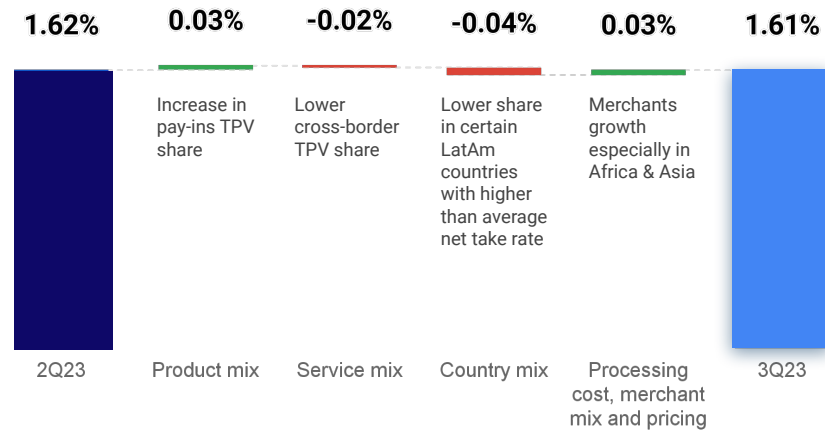 1.62%
0.03%
-0.02%
-0.04%
0.03%
1.61%
Increase in
pay-ins TPV
share
Lower
cross-border
TPV share
Lower share
in certain
LatAm
countries
with higher
than average
net take rate
Merchants
growth
especially in
Africa & Asia
2Q23
Product mix
Service mix
Country mix
Processing
cost, merchant
mix and pricing
3Q23